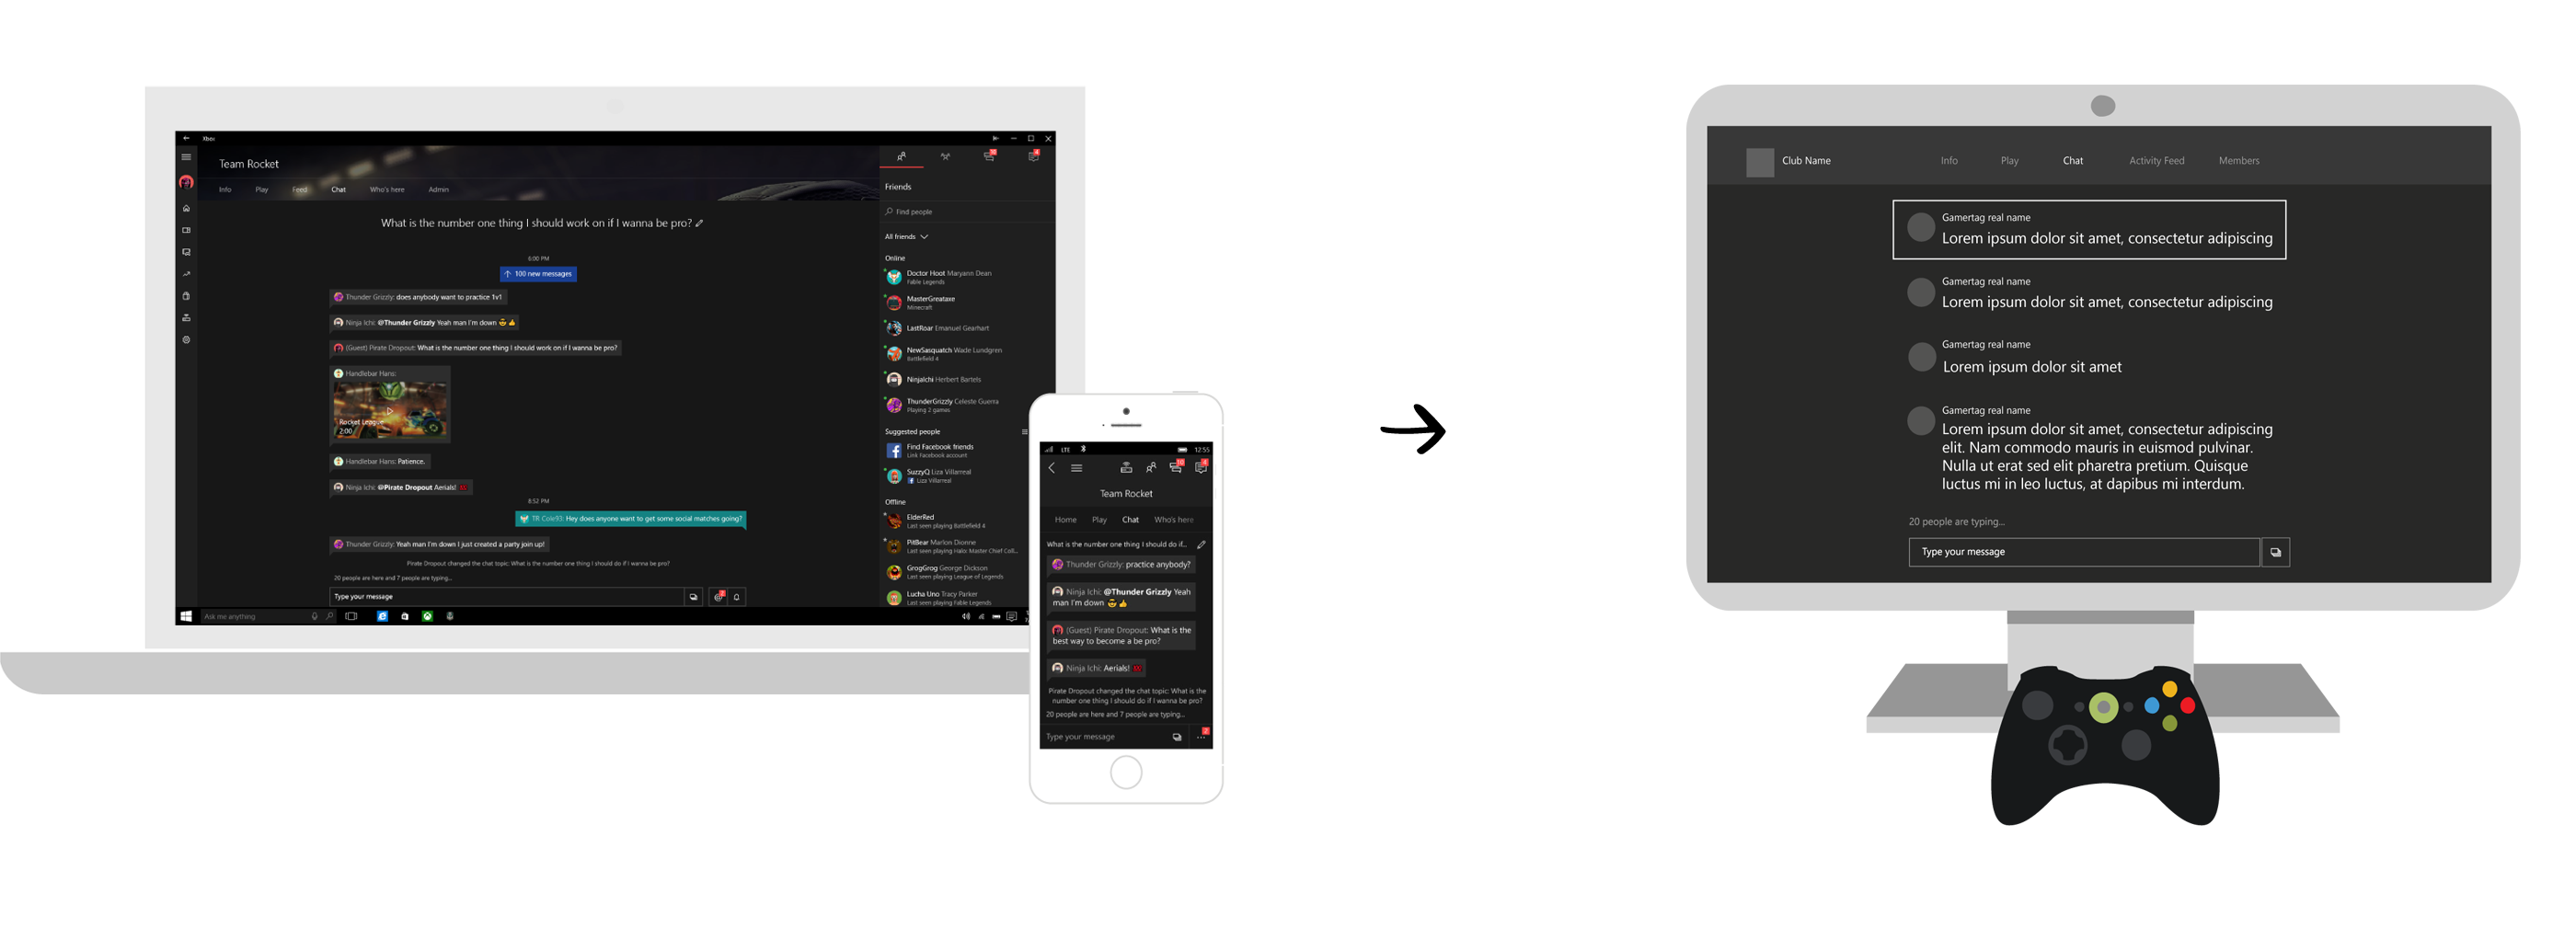 Xbox
Team Rocket
Info Play Feed Chat Who's here Admin
What is the number one thing I should work on if I wanna be pro?
6:00 PM
100 new messages
Thunder Grizzly: does anybody want to practice 1v1
Ninja Ichi: @Thunder Grizzly Yeah man I'm down
(Guest) Pirate Dropout: What is the number one thing I should work on if I wanna be pro?
Handlebar Hans:
Rocket League
2:00
Handlebar Hans: Patience.
Ninja Ichi: @Pirate Dropout Aerials!
8:52 PM
TR Cole93: Hey does anyone want to get some social matches going?
Thunder Grizzly: Yeah man I'm down I just created a party join up!
Pirate Dropout changed the chat topic: What is the number one thing I should do if I wanna be pro?
20 people are here and 7 people are typing...
Type your message
2
Ask me anything
10 4
Friends
Find people
All friends
Online
Doctor Hoot Maryann Dean
Fable Legends
MasterGreataxe
Minecraft
LastRoar Emanuel Gearhart
NewSasquatch Wade Lundgren
Battlefield 4
NinjaIchi Herbert Bartels
ThunderGrizzly Celeste Guerra
Playing 2 games
Suggested people
Find Facebook friends
Link Facebook account
SuzzyQ Liza Villarreal
Liza Villarreal
Offline
ElderRed
Last seen playing Battlefield 4
PitBear Marlon Dionne
Last seen playing Halo: Master Chief Coll...
GrogGrog George Dickson
Last seen playing League of Legends
Lucha Uno Tracy Parker
Last seen playing Fable Legends
LTE 12:55
10 4
Team Rocket
Home Play Chat Who's here
What is the number one thing I should do if...
Thunder Grizzly: practice anybody?
Ninja Ichi: @Thunder Grizzly Yeah
man I'm down
(Guest) Pirate Dropout: What is the
best way to become a be pro?
Ninja Ichi: Aerials!
Pirate Dropout changed the chat topic: What is the
number one thing I should do if I wanna be pro?
20 people are here and 7 people are typing...
Type your message
2
Club Name Info Play Chat Activity Feed Members
Gamertag real name
Lorem ipsum dolor sit amet, consectetur adipiscing
Gamertag real name
Lorem ipsum dolor sit amet, consectetur adipiscing
Gamertag real name
Lorem ipsum dolor sit amet
Gamertag real name
Lorem ipsum dolor sit amet, consectetur adipiscing
elit. Nam commodo mauris in euismod pulvinar.
Nulla ut erat sed elit pharetra pretium. Quisque
luctus mi in leo luctus, at dapibus mi interdum.
20 people are typing...
Type your message